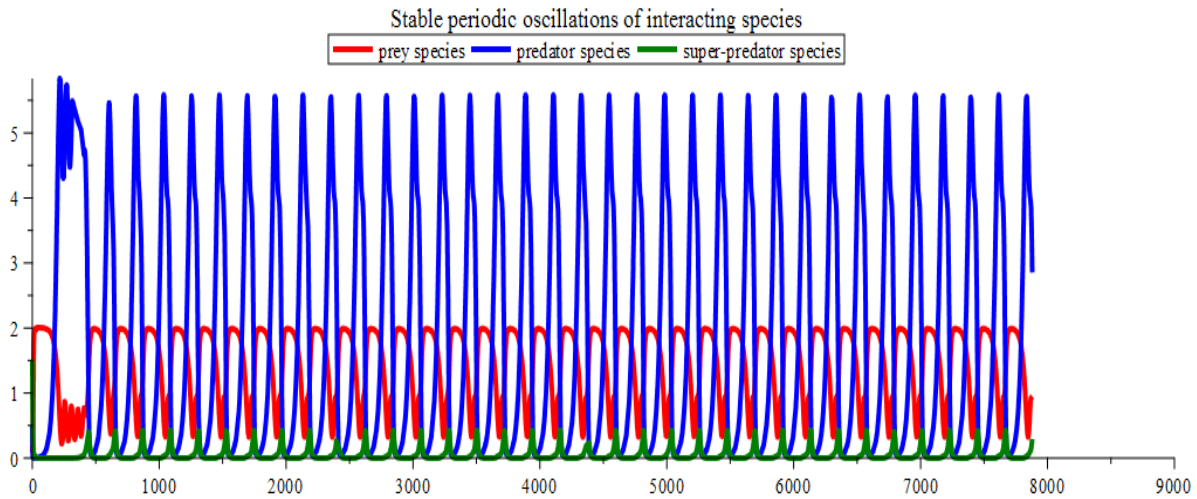 Stable periodic oscillations of interacting species
prey species predator species super-predator species
5
4
3
2
1
0
0 1000 2000 3000 4000 5000 6000 7000 8000 9000